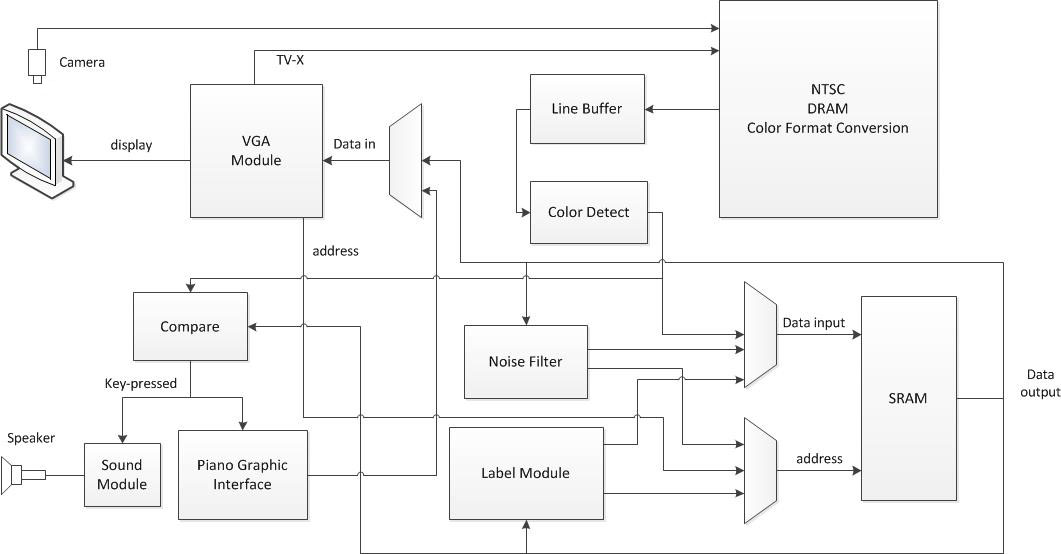 Camera
TV-X
NTSC
DRAM
Color Format Conversion
Line Buffer
VGA
Module
display
Data in
Color Detect
address
Compare
Data input
Noise Filter
Key-pressed
SRAM
Data
output
Speaker
Sound
Module
Piano Graphic
Interface
Label Module
address